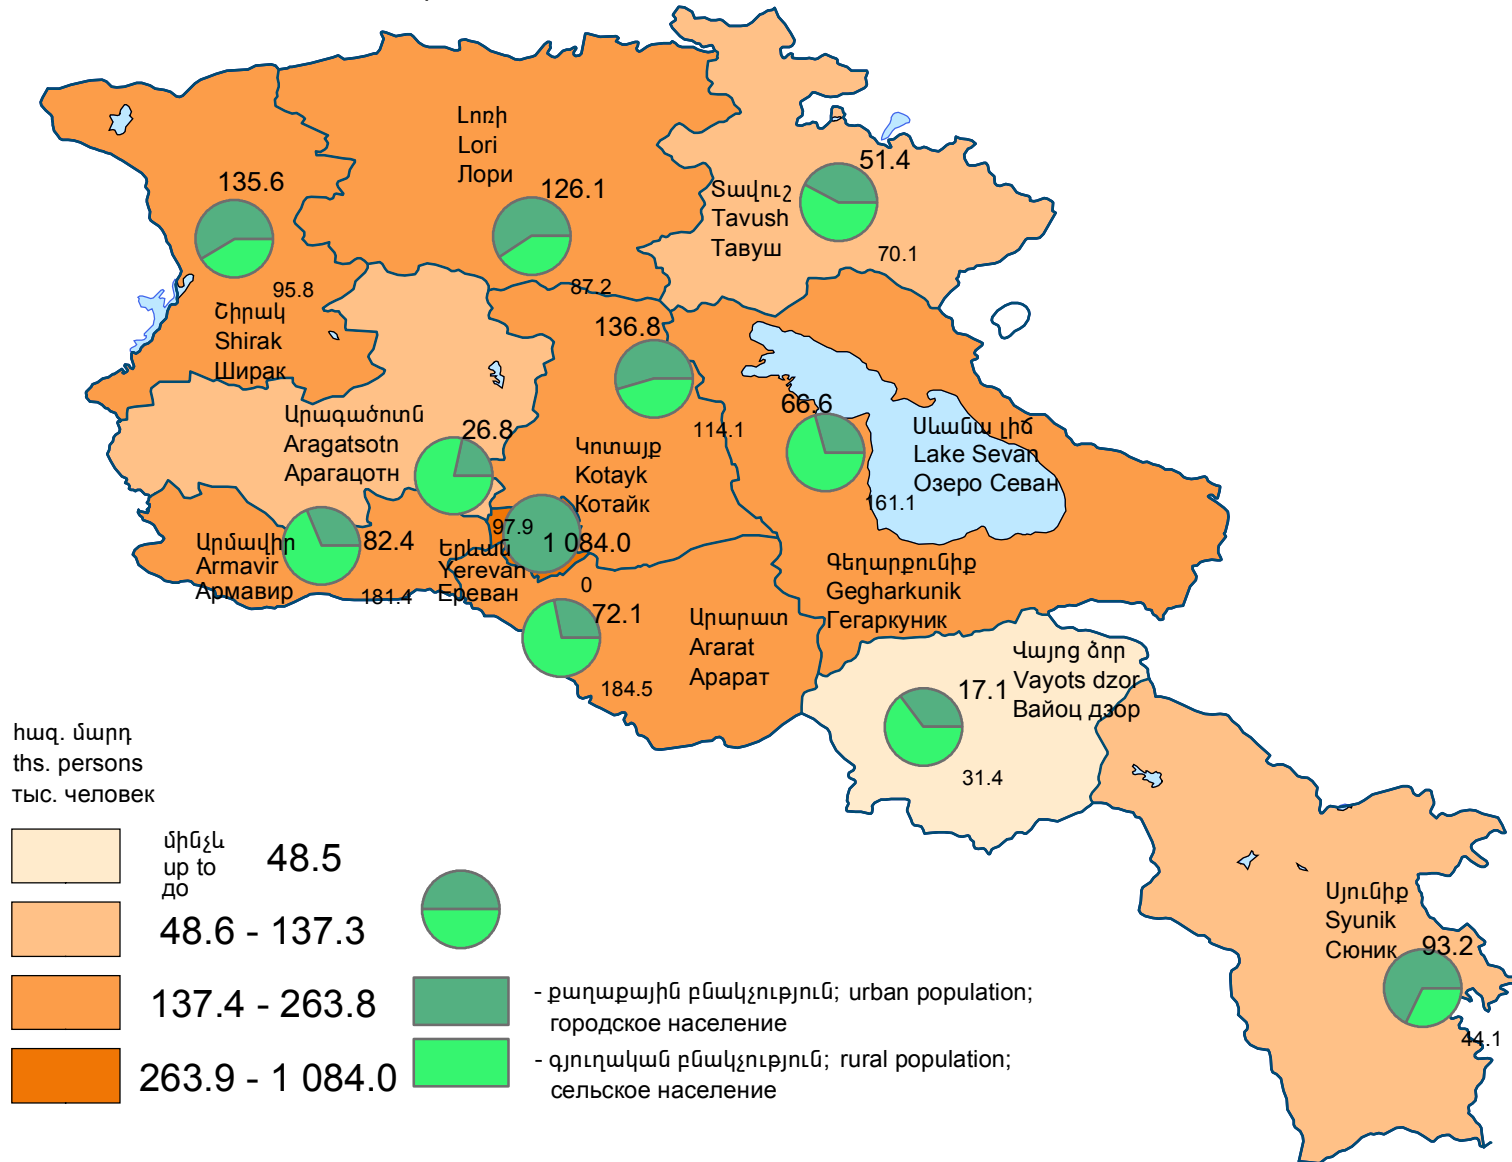 Լոռի
Lori
Лори
126.1
87.2
135.6
95.8
Շիրակ
Shirak
Ширак
51.4
Տավուշ
Tavush
Тавуш
70.1
136.8
114.1
Կոտայք
Kotayk
Котайк
66.6
161.1
Սևանա լիճ
Lake Sevan
Озеро Севан
Արագածոտն
Aragatsotn
Арагацотн
26.8
97.9
Արմավիր
Armavir
Армавир
82.4
181.4
Երևան
Yerevan
Ереван
1 084.0
0
72.1
184.5
Արարատ
Ararat
Арарат
Գեղարքունիք
Gegharkunik
Гегаркуник
Վայոց ձոր
Vayots dzor
Вайоц дзор
17.1
31.4
Սյունիք
Syunik
Сюник
93.2
44.1
հազ. մարդ
ths. persons
тыс. человек
մինչև
up to
до
48.5
48.6 - 137.3
137.4 - 263.8
263.9 - 1 084.0
- քաղաքային բնակչություն; urban population;
городское население
- գյուղական բնակչություն; rural population;
сельское население